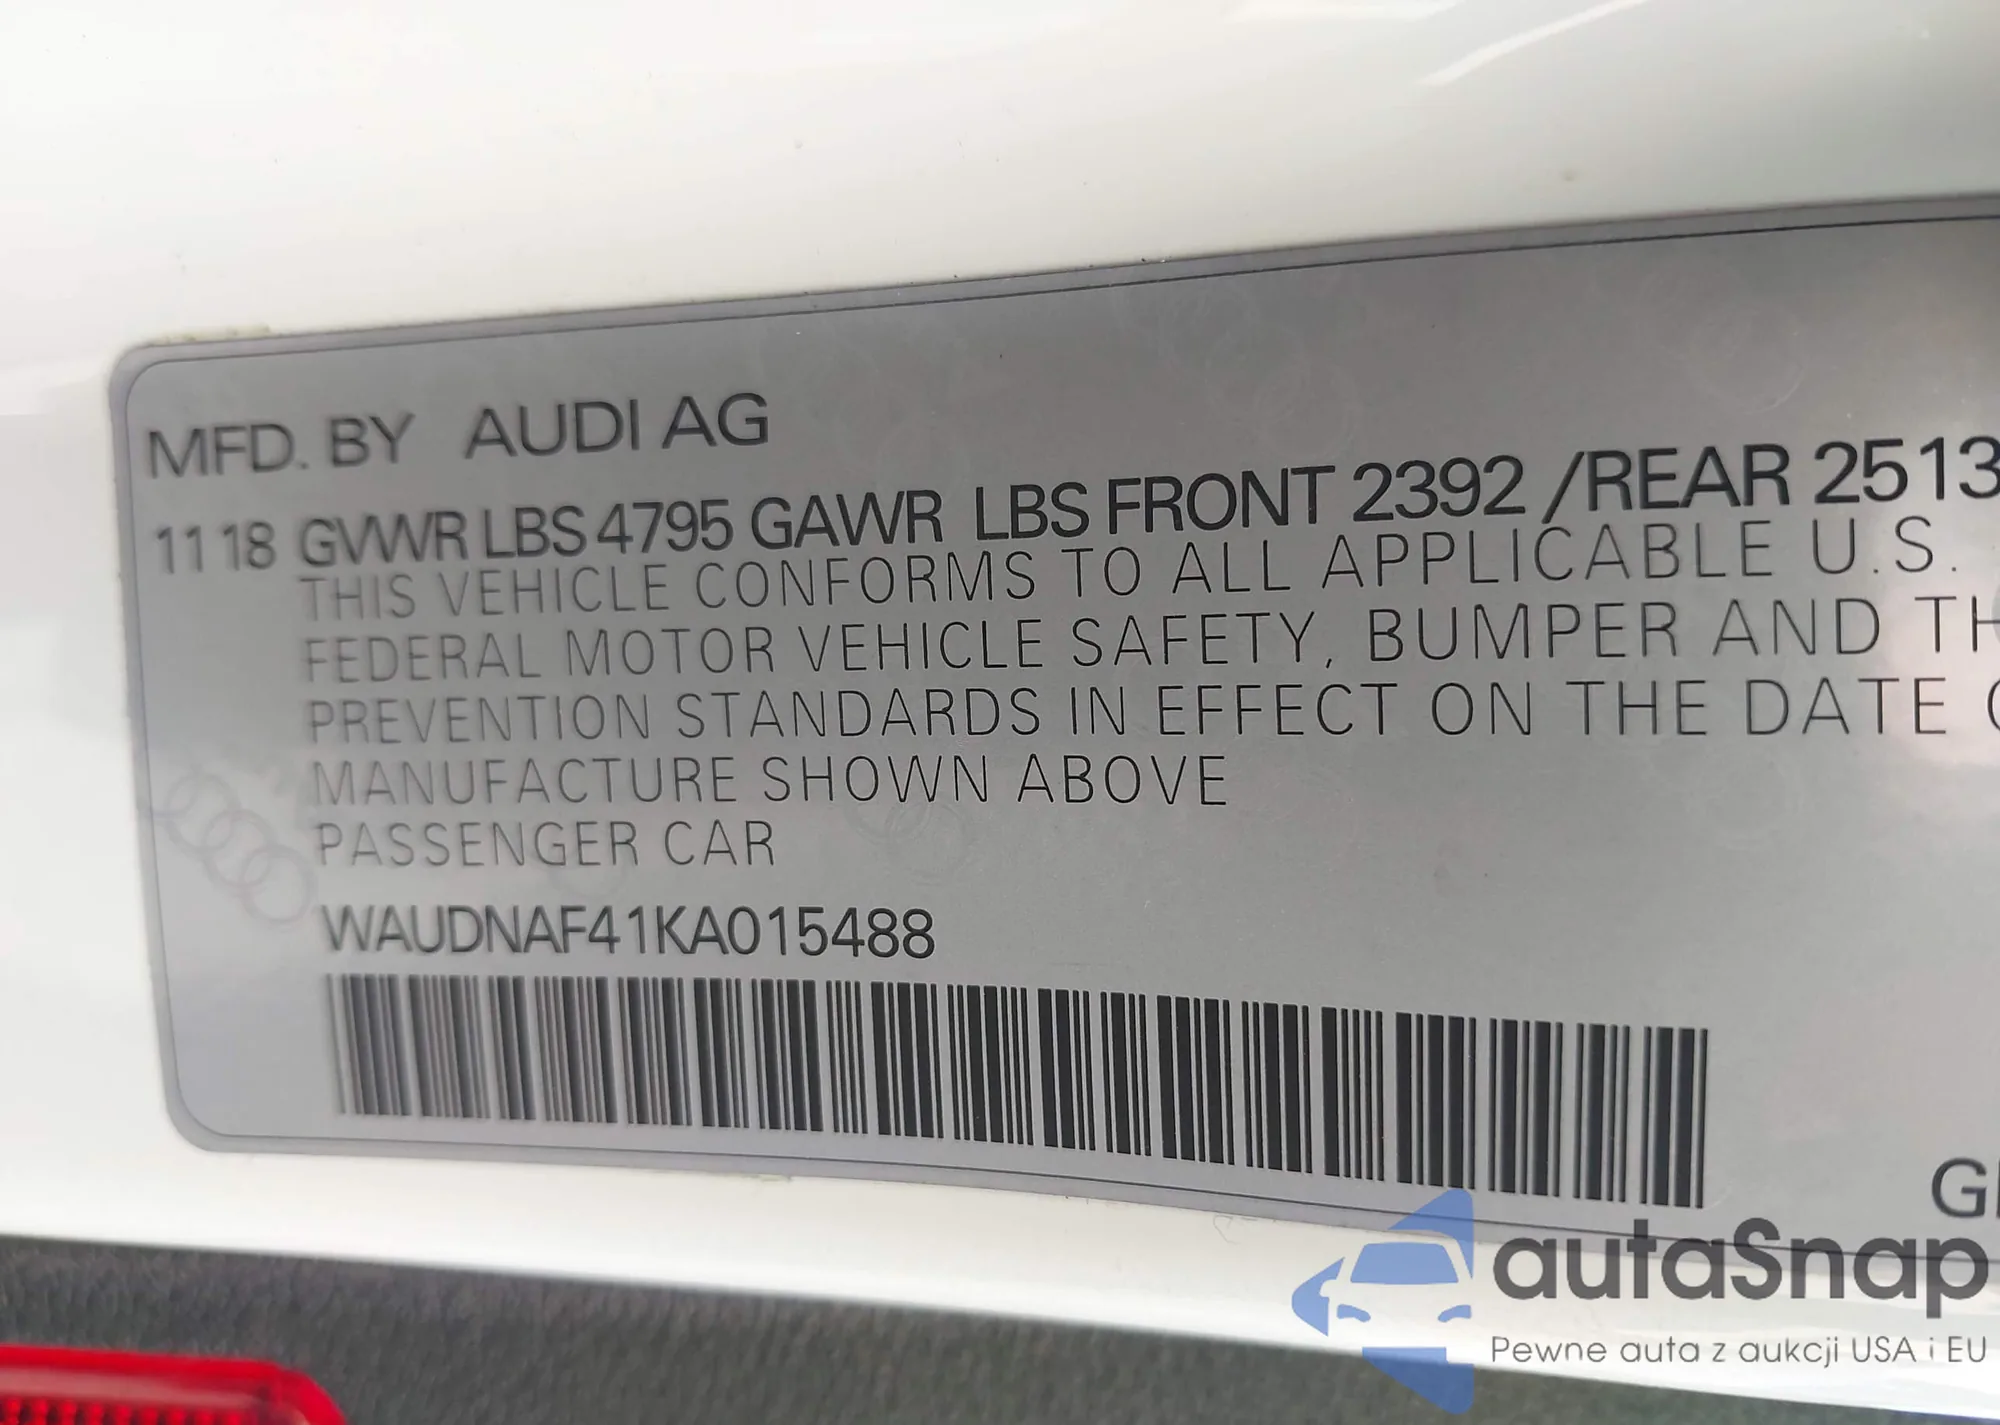 MFD. BY AUDI AG
11 18 GVWR LBS 4795 GAWR LBS FRONT 2392 /REAR 2513
THIS VEHICLE CONFORMS TO ALL APPLICABLE U.S.
FEDERAL MOTOR VEHICLE SAFETY, BUMPER AND TH
PREVENTION STANDARDS IN EFFECT ON THE DATE
MANUFACTURE SHOWN ABOVE
PASSENGER CAR
WAUDNAF41KA015488
autaSnap
Pewne auta z aukcji USA i EU